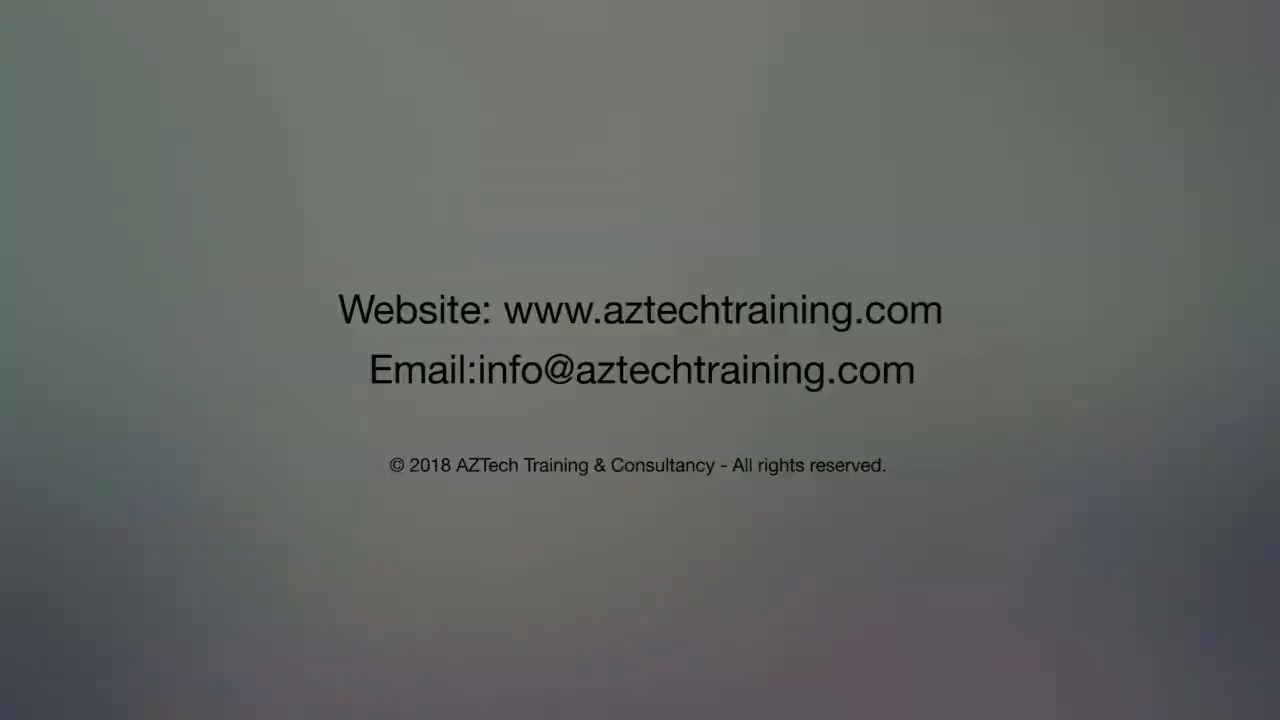 Website: www.aztechtraining.com
Email:info@aztechtraining.com
© 2018 AZTech Training & Consultancy - All rights reserved.